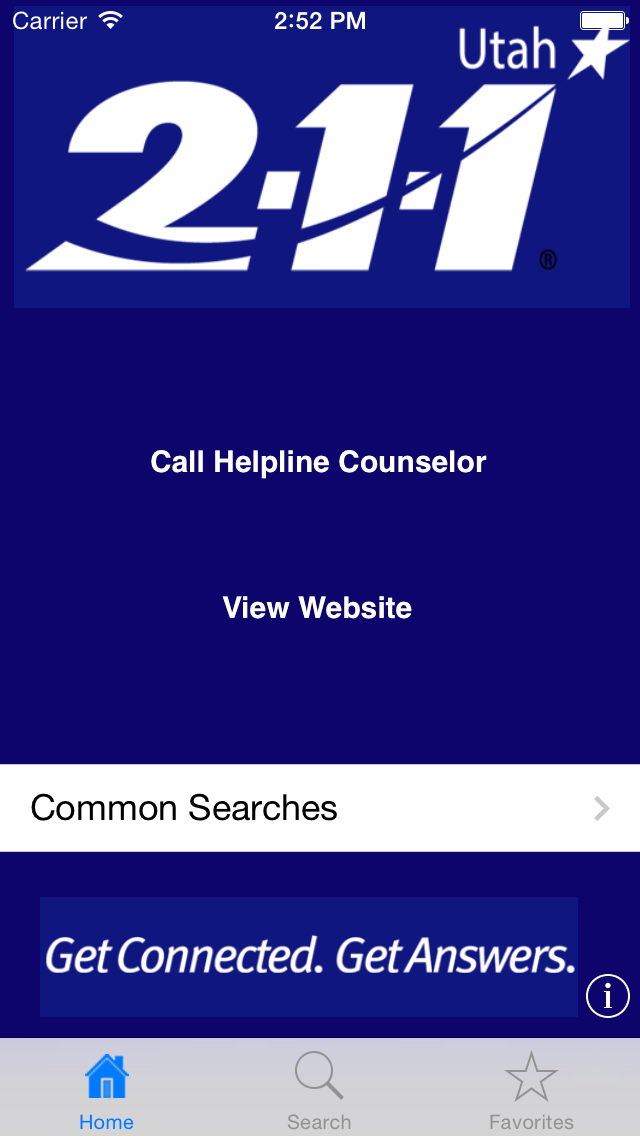 Carrier 2:52 PM
Utah
2-1-1
®
Call Helpline Counselor
View Website
Common Searches
Get Connected. Get Answers.
i
Home Search Favorites